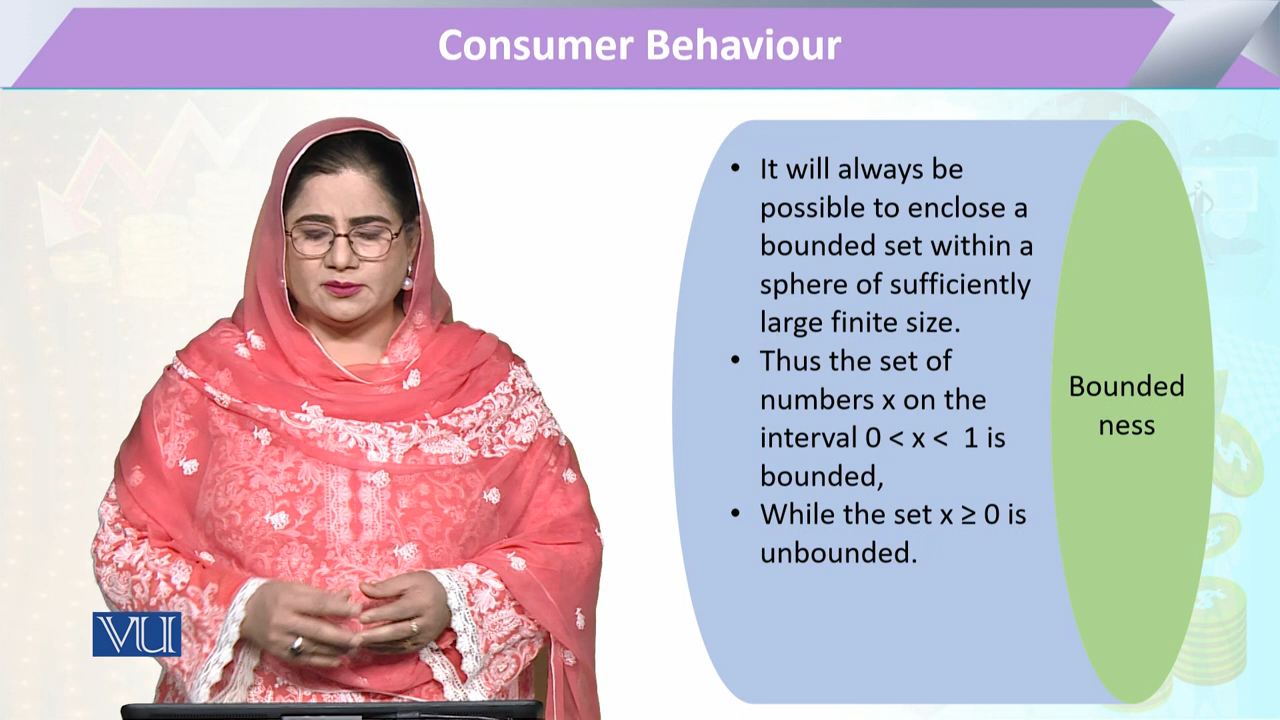 Consumer Behaviour
• It will always be
possible to enclose a
bounded set within a
sphere of sufficiently
large finite size.
• Thus the set of
numbers x on the
interval 0 < x < 1 is
bounded,
• While the set x ≥ 0 is
unbounded.
Bounded
ness
VU